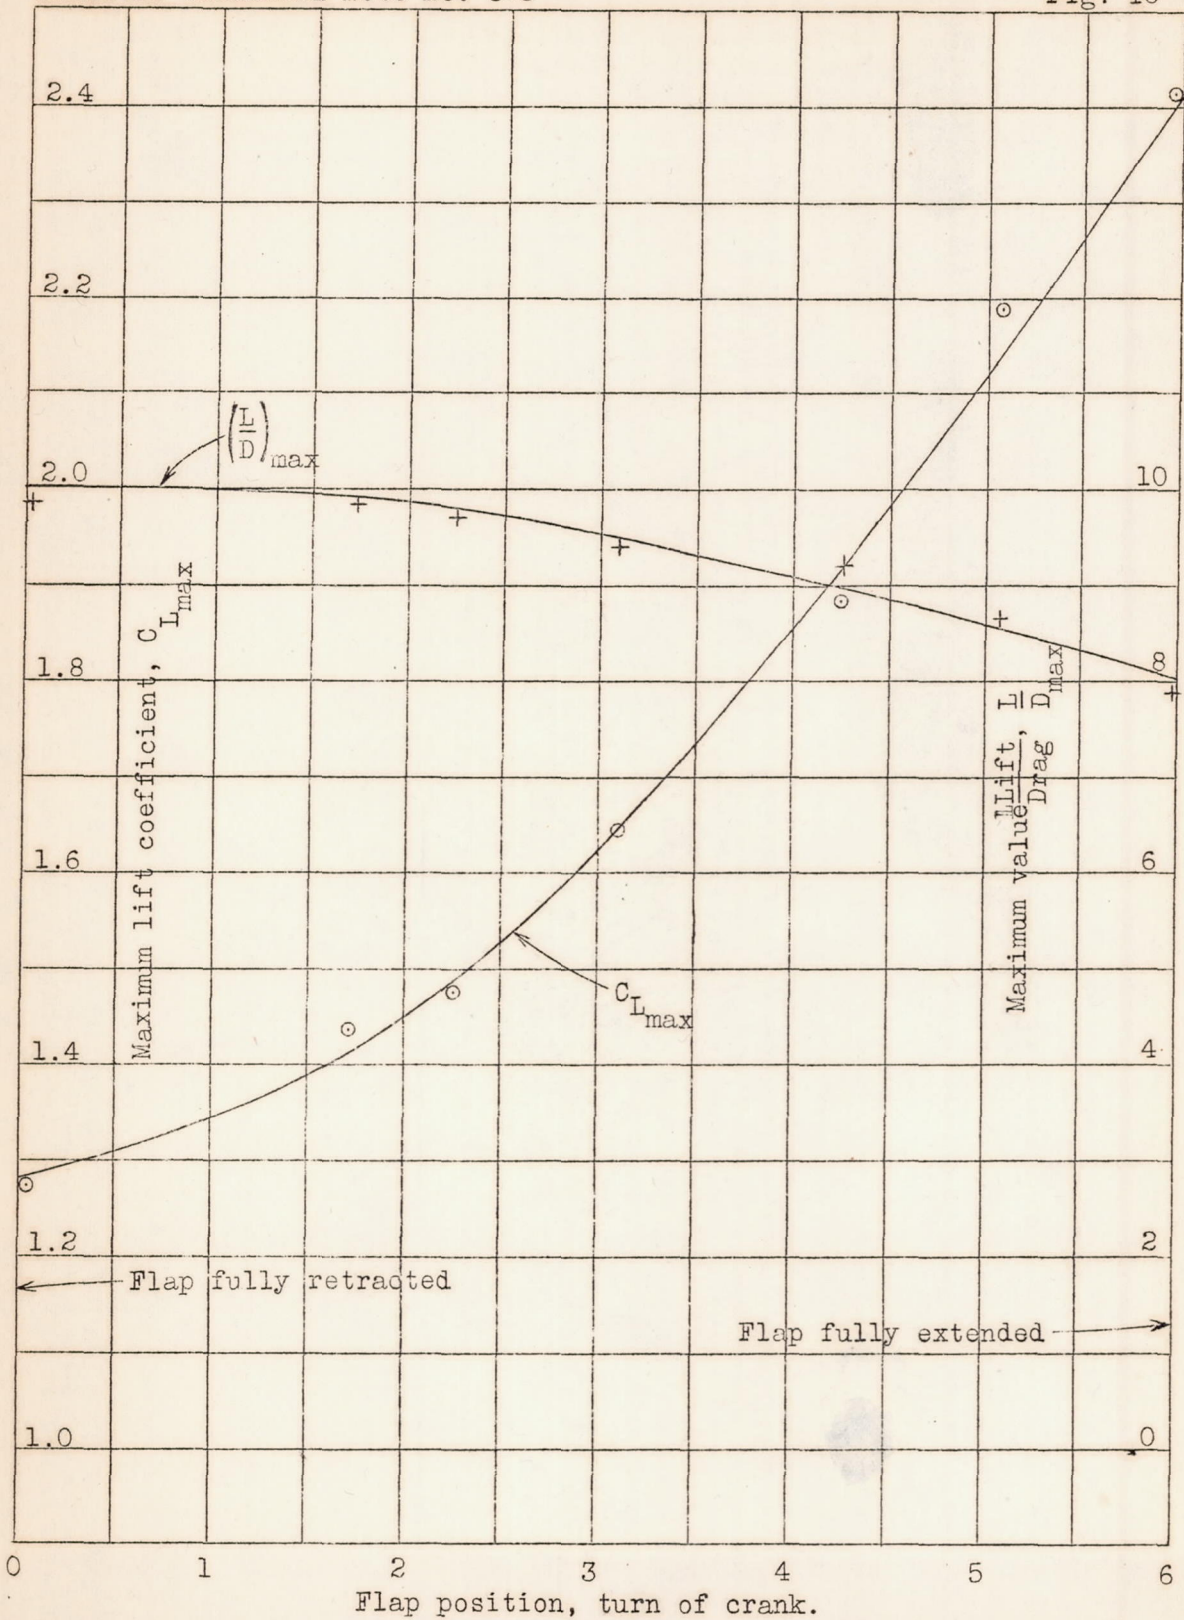 Fig. 
2.4
2.2
(L/D)max
2.0
10
Maximum lift coefficient, CLmax
1.8
8
Maximum value Lift/Drag, L/D max
1.6
6
CLmax
1.4
4
1.2
2
Flap fully retracted
Flap fully extended
1.0
0
0 1 2 3 4 5 6
Flap position, turn of crank.